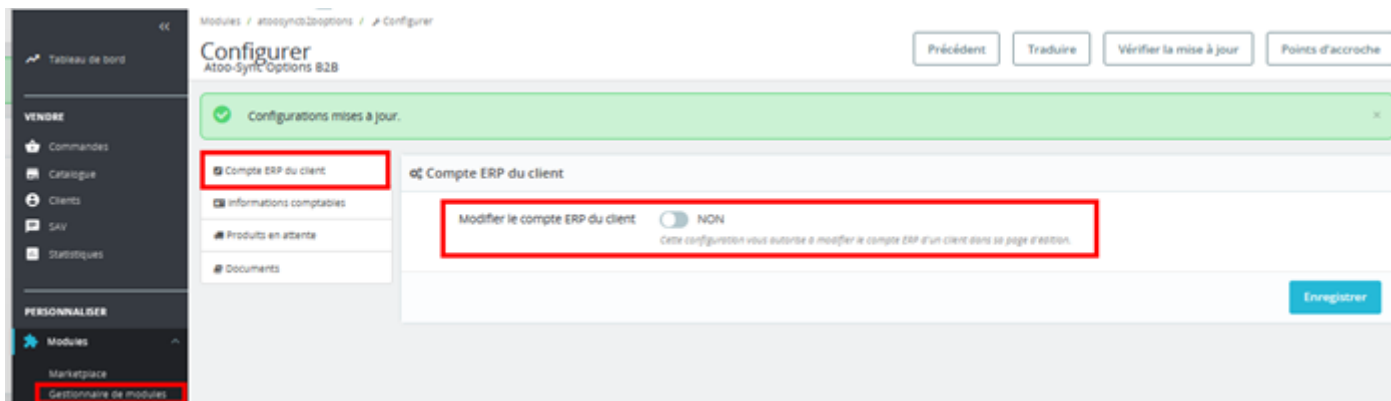 «
Tableau de bord
VENDRE
Commandes
Catalogue
Clients
SAV
Statistiques
PERSONNALISER
Modules
Marketplace
Gestionnaire de modules
Modules / atoosyncb2boptions / Configurer
Configurer
Atoo-Sync Options B2B
Précédent
Traduire
Vérifier la mise à jour
Points d'accroche
Configurations mises à jour.
×
Compte ERP du client
Informations comptables
Produits en attente
Documents
Compte ERP du client
Modifier le compte ERP du client NON
Cette configuration vous autorise à modifier le compte ERP d'un client dans sa page d'édition.
Enregistrer